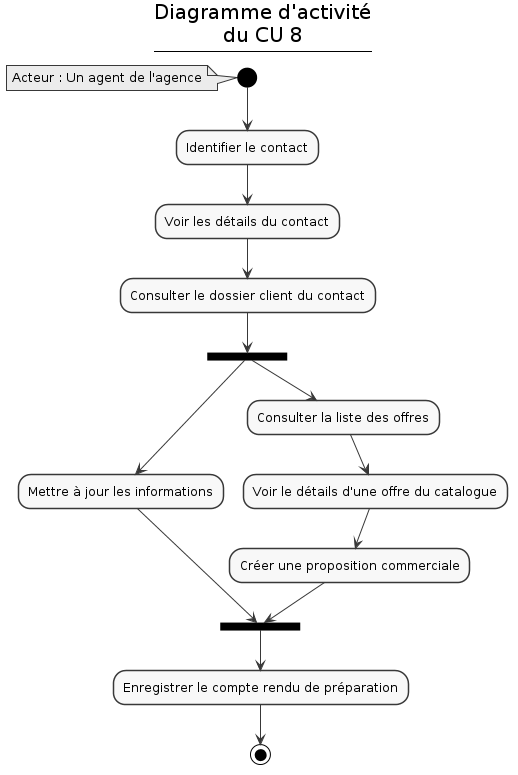 Diagramme d'activité
du CU 8
Acteur : Un agent de l'agence
Identifier le contact
Voir les détails du contact
Consulter le dossier client du contact
Consulter la liste des offres
Mettre à jour les informations
Voir le détails d'une offre du catalogue
Créer une proposition commerciale
Enregistrer le compte rendu de préparation